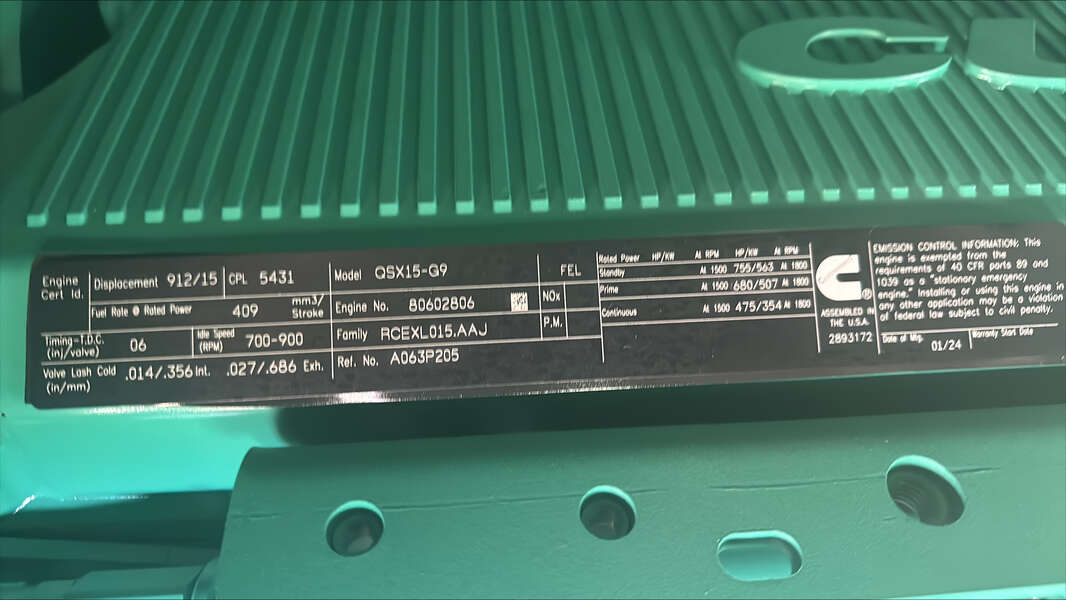 CU
Engine Cert Id.
Displacement 912/15
CPL 5431
Fuel Rate @ Rated Power 409 mm3/Stroke
Timing-T.D.C. (inj/valve) 06
Idle Speed (RPM) 700-900
Valve Lash Cold (in/mm) .014/.356 Int. .027/.686 Exh.
Model QSX15-G9
Engine No. 80602806
Family RCEXL015.AAJ
Ref. No. A063P205
FEL
NOx
P.M.
Rated Power HP/KW At RPM HP/KW At RPM
Standby At 1500 755/563 At 1800
Prime At 1500 680/507 At 1800
Continuous At 1500 475/354 At 1800
C ®
ASSEMBLED IN
THE U.S.A.
2893172
EMISSION CONTROL INFORMATION: This
engine is exempted from the
requirements of 40 CFR parts 89 and
1039 as a "stationary emergency
engine." Installing or using this engine in
any other application may be a violation
of federal law subject to civil penalty.
Date of Mfg. 01/24
Warranty Start Date